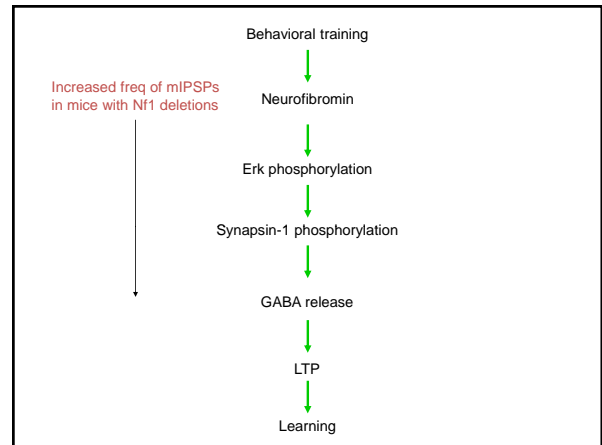 Behavioral training
Increased freq of mIPSPs
in mice with Nf1 deletions
Neurofibromin
Erk phosphorylation
Synapsin-1 phosphorylation
GABA release
LTP
Learning